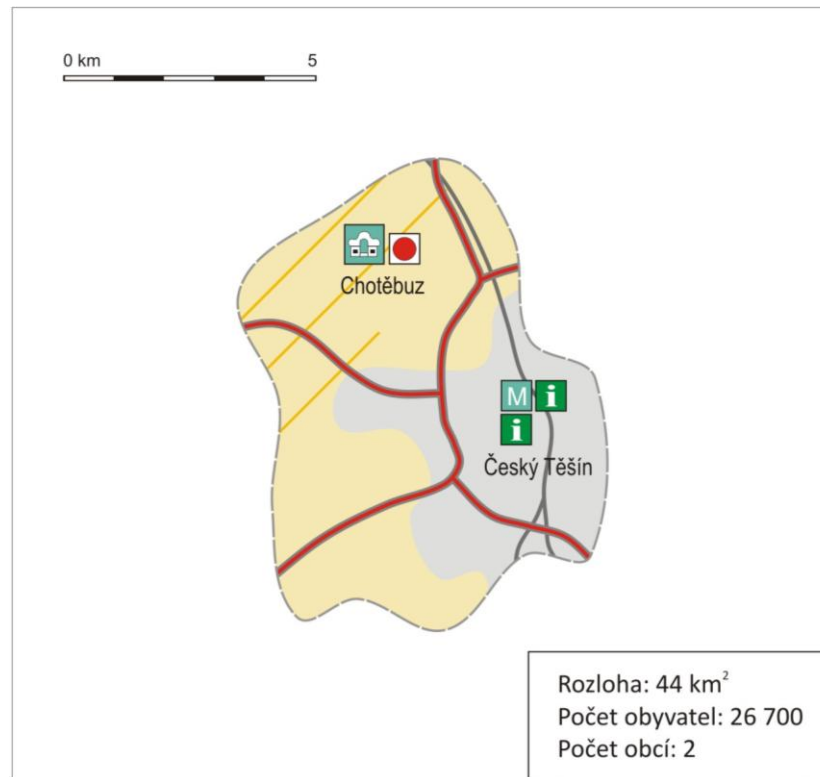 0 km 5
Chotěbuz
M i
i
Český Těšín
Rozloha: 44 km²
Počet obyvatel: 26 700
Počet obcí: 2